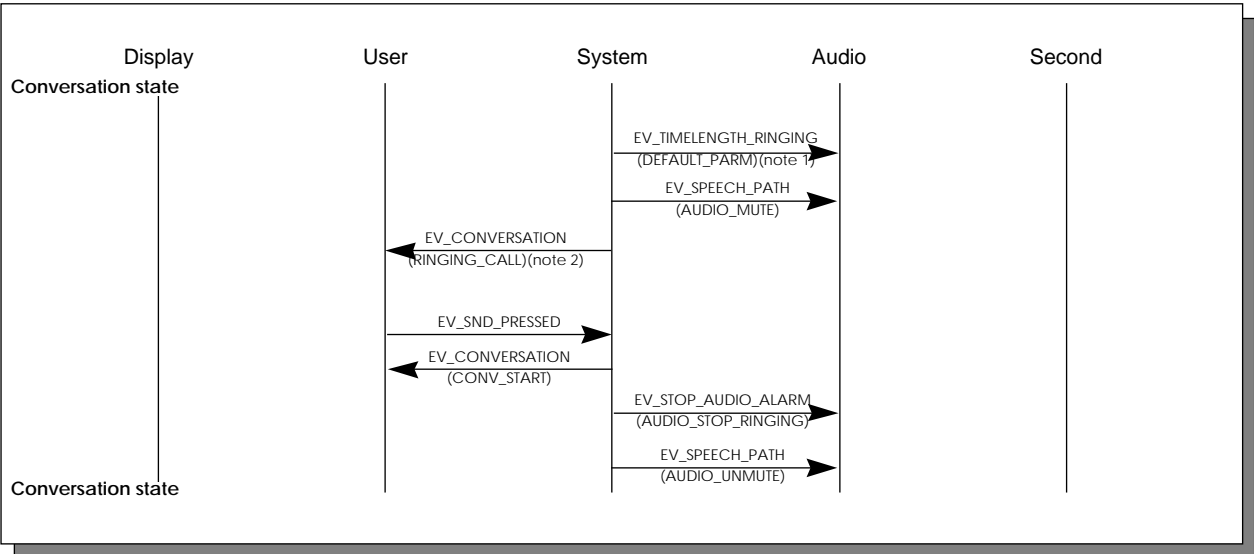 Display User System Audio Second
Conversation state
EV_TIMELENGTH_RINGING
(DEFAULT_PARM)(note 1)
EV_SPEECH_PATH
(AUDIO_MUTE)
EV_CONVERSATION
(RINGING_CALL)(note 2)
EV_SND_PRESSED
EV_CONVERSATION
(CONV_START)
EV_STOP_AUDIO_ALARM
(AUDIO_STOP_RINGING)
EV_SPEECH_PATH
(AUDIO_UNMUTE)
Conversation state